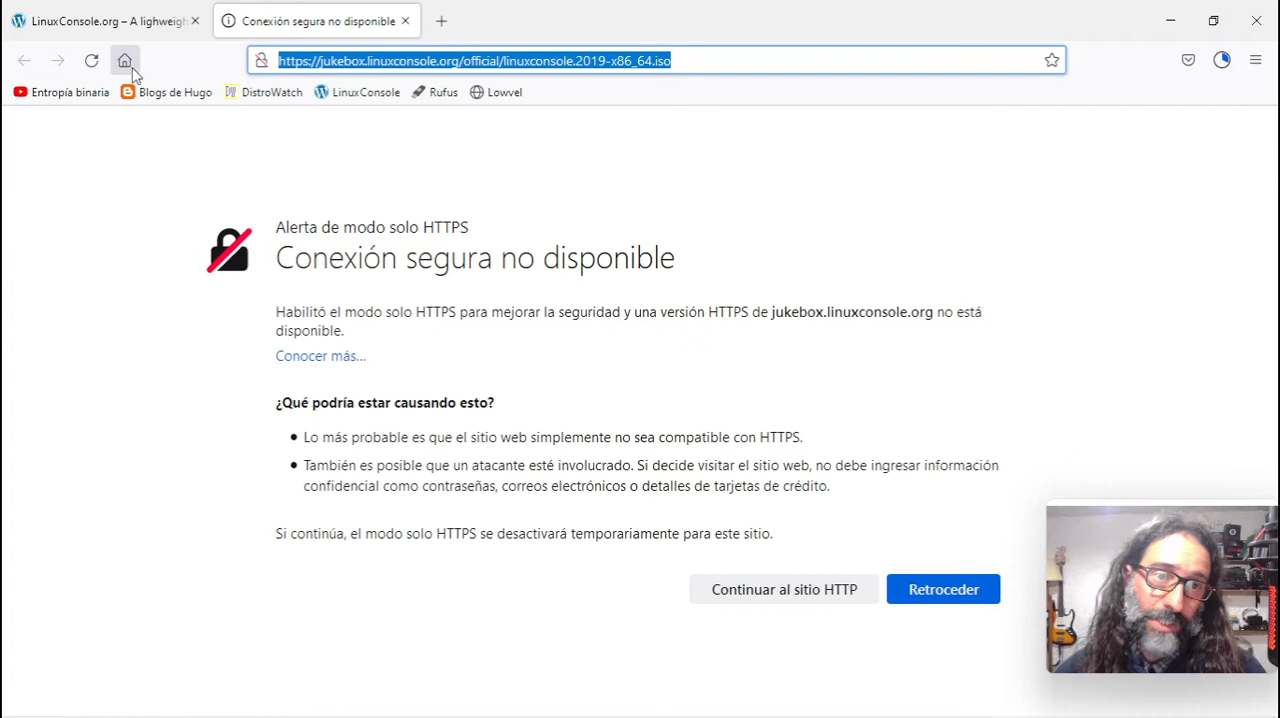 LinuxConsole.org – A lighweigh
Conexión segura no disponible
https://jukebox.linuxconsole.org/official/linuxconsole.2019-x86_64.iso
Entropía binaria
Blogs de Hugo
DistroWatch
LinuxConsole
Rufus
Lowvel
Alerta de modo solo HTTPS
Conexión segura no disponible
Habilitó el modo solo HTTPS para mejorar la seguridad y una versión HTTPS de jukebox.linuxconsole.org no está
disponible.
Conocer más...
¿Qué podría estar causando esto?
Lo más probable es que el sitio web simplemente no sea compatible con HTTPS.
También es posible que un atacante esté involucrado. Si decide visitar el sitio web, no debe ingresar información
confidencial como contraseñas, correos electrónicos o detalles de tarjetas de crédito.
Si continúa, el modo solo HTTPS se desactivará temporariamente para este sitio.
Continuar al sitio HTTP
Retroceder